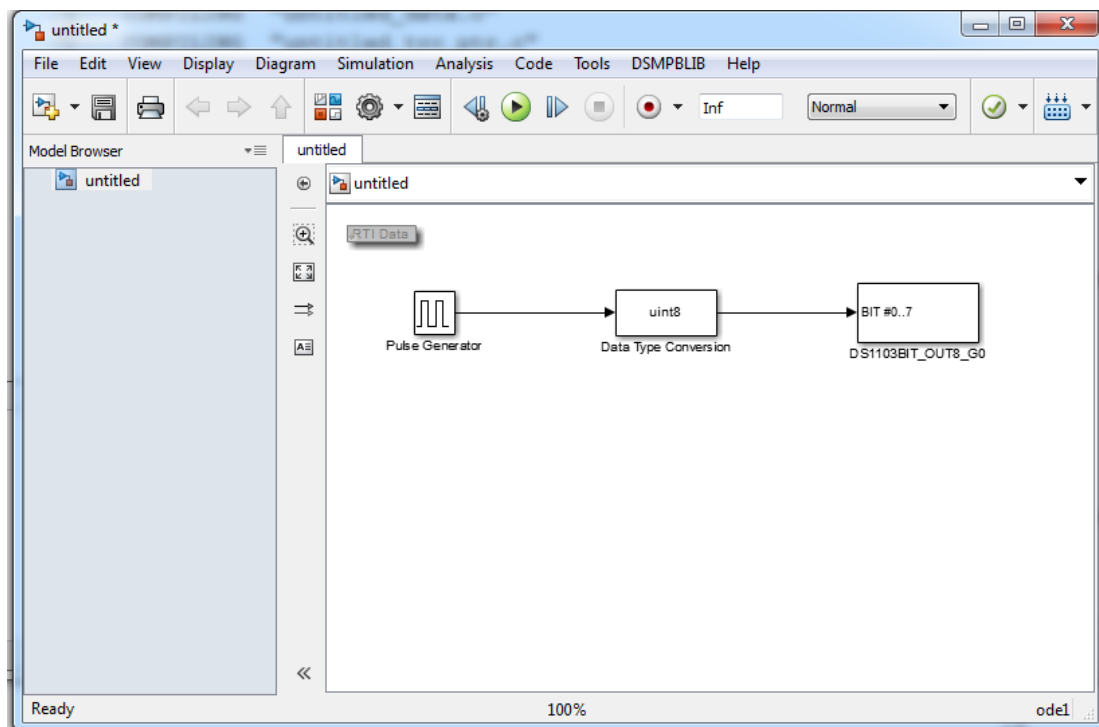 untitled *
File Edit View Display Diagram Simulation Analysis Code Tools DSMPBLIB Help
Inf Normal
Model Browser untitled
untitled untitled
RTI Data
uint8 BIT #0..7
Pulse Generator Data Type Conversion DS1103BIT_OUT8_G0
Ready 100% ode1